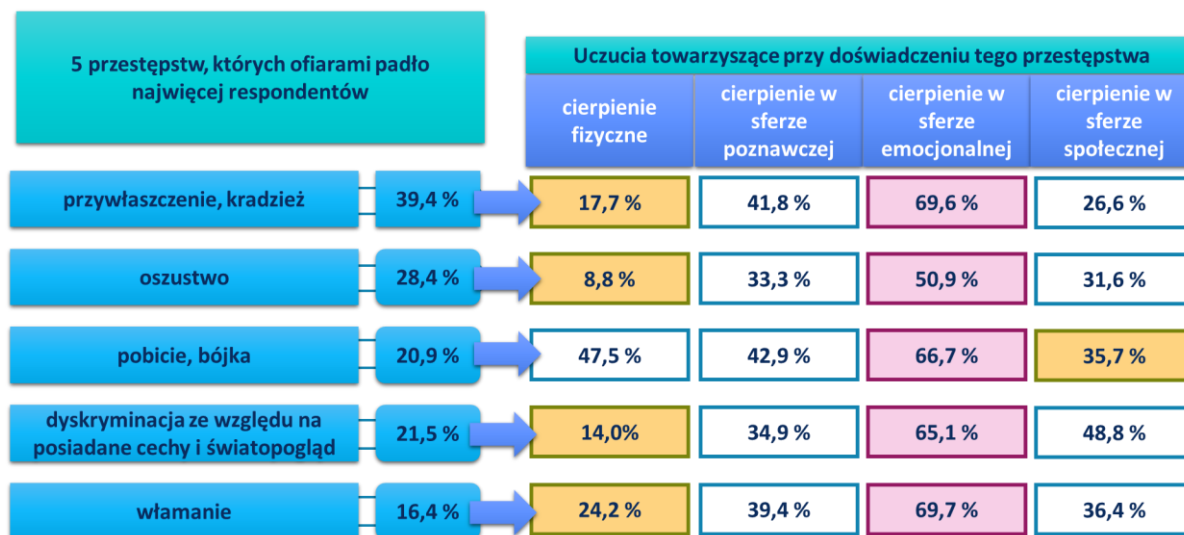 5 przestępstw, których ofiarami padło
najwięcej respondentów
Uczucia towarzyszące przy doświadczeniu tego przestępstwa
cierpienie
fizyczne
cierpienie w
sferze
poznawczej
cierpienie w
sferze
emocjonalnej
cierpienie w
sferze
społecznej
przywłaszczenie, kradzież
39,4 %
17,7 %
41,8 %
69,6 %
26,6 %
oszustwo
28,4 %
8,8 %
33,3 %
50,9 %
31,6 %
pobicie, bójka
20,9 %
47,5 %
42,9 %
66,7 %
35,7 %
dyskryminacja ze względu na
posiadane cechy i światopogląd
21,5 %
14,0%
34,9 %
65,1 %
48,8 %
włamanie
16,4 %
24,2 %
39,4 %
69,7 %
36,4 %